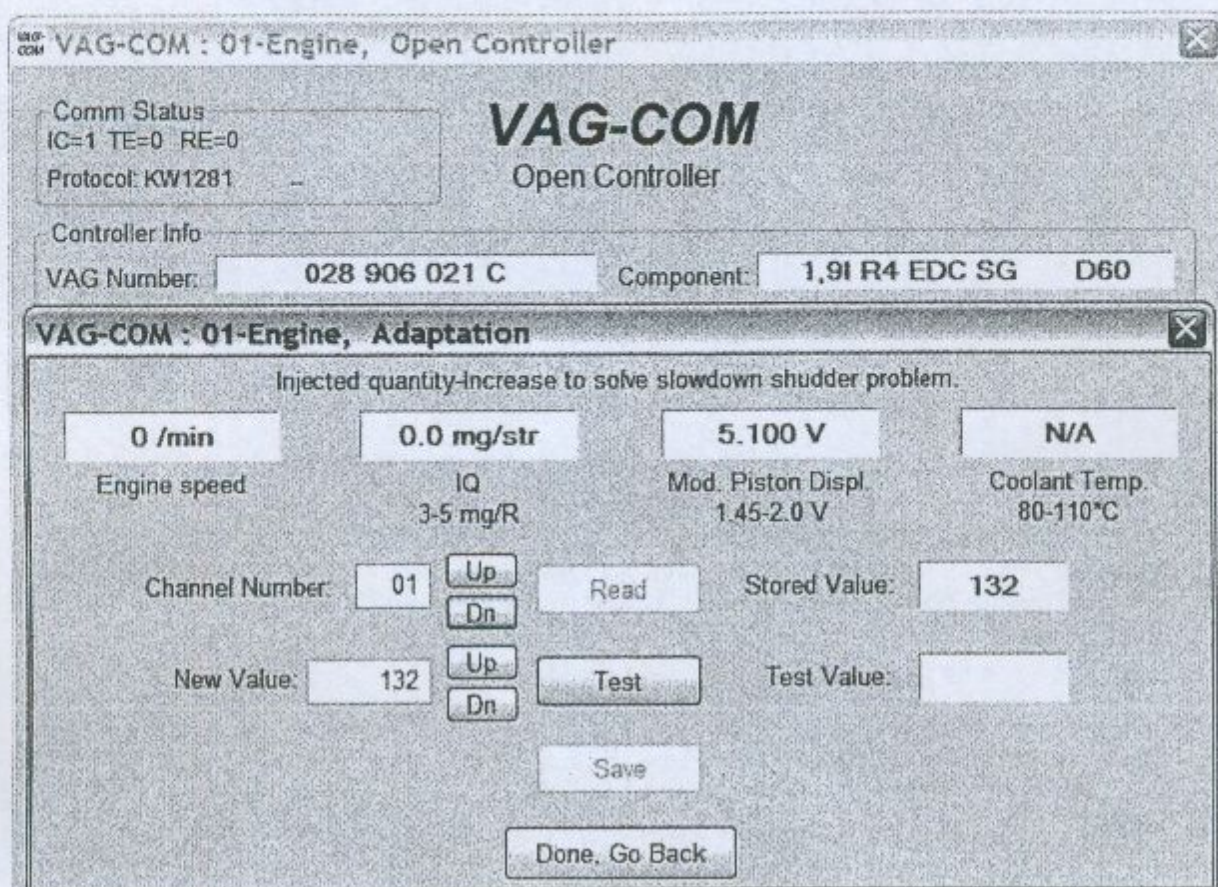 VAG-COM VAG-COM : 01-Engine, Open Controller
Comm Status
IC=1 TE=0 RE=0
Protocol: KW1281 --
VAG-COM
Open Controller
Controller Info
VAG Number: 028 906 021 C Component: 1,9l R4 EDC SG D60
VAG-COM : 01-Engine, Adaptation
Injected quantity-Increase to solve slowdown shudder problem.
0 /min 0.0 mg/str 5.100 V N/A
Engine speed IQ Mod. Piston Displ. Coolant Temp.
3-5 mg/R 1.45-2.0 V 80-110*C
Channel Number: 01 Up Dn Read Stored Value: 132
New Value: 132 Up Dn Test Test Value:
Save
Done, Go Back